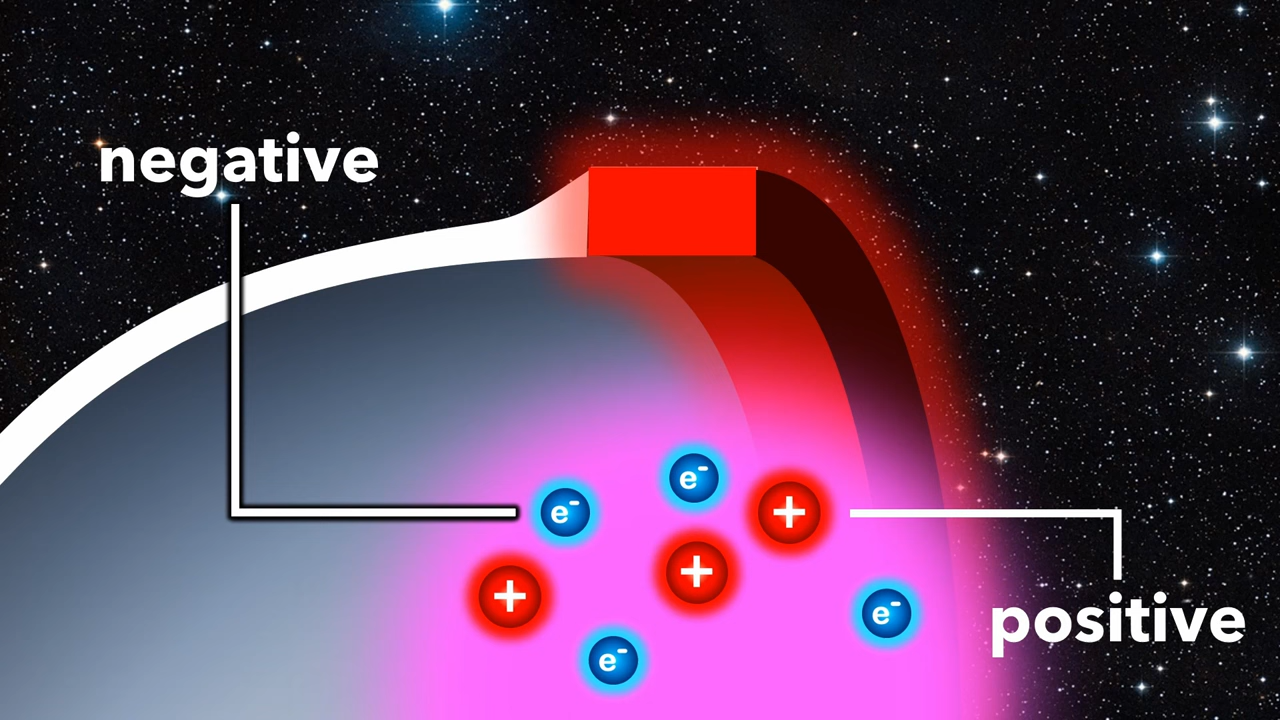 negative
e⁻
e⁻
+
+
+
e⁻
positive
e⁻